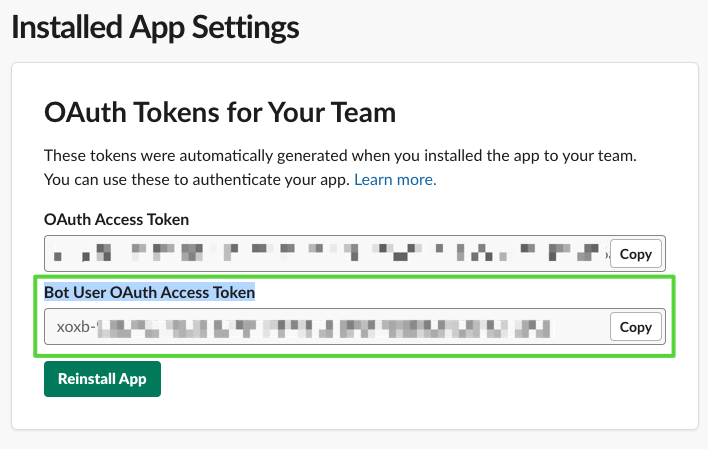 Installed App Settings
OAuth Tokens for Your Team
These tokens were automatically generated when you installed the app to your team.
You can use these to authenticate your app. Learn more.
OAuth Access Token
Copy
Bot User OAuth Access Token
xoxb-
Copy
Reinstall App